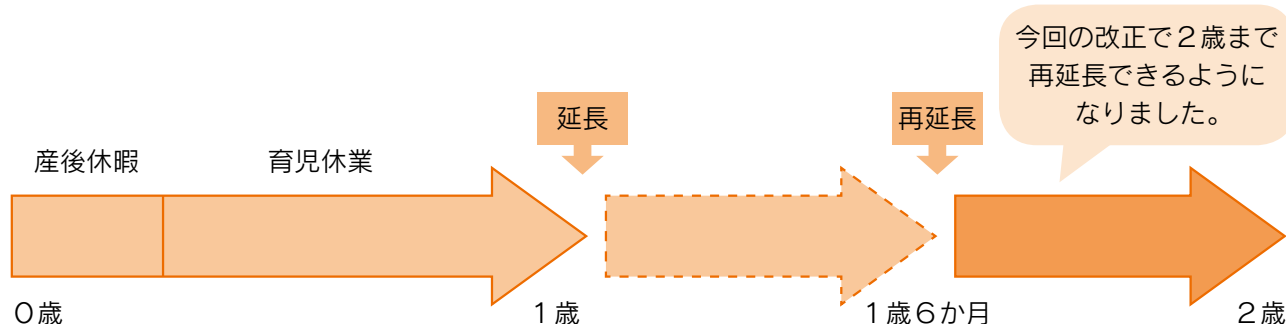 今回の改正で２歳まで
再延長できるように
なりました。
延長
再延長
産後休暇
育児休業
０歳
１歳
１歳６か月
２歳